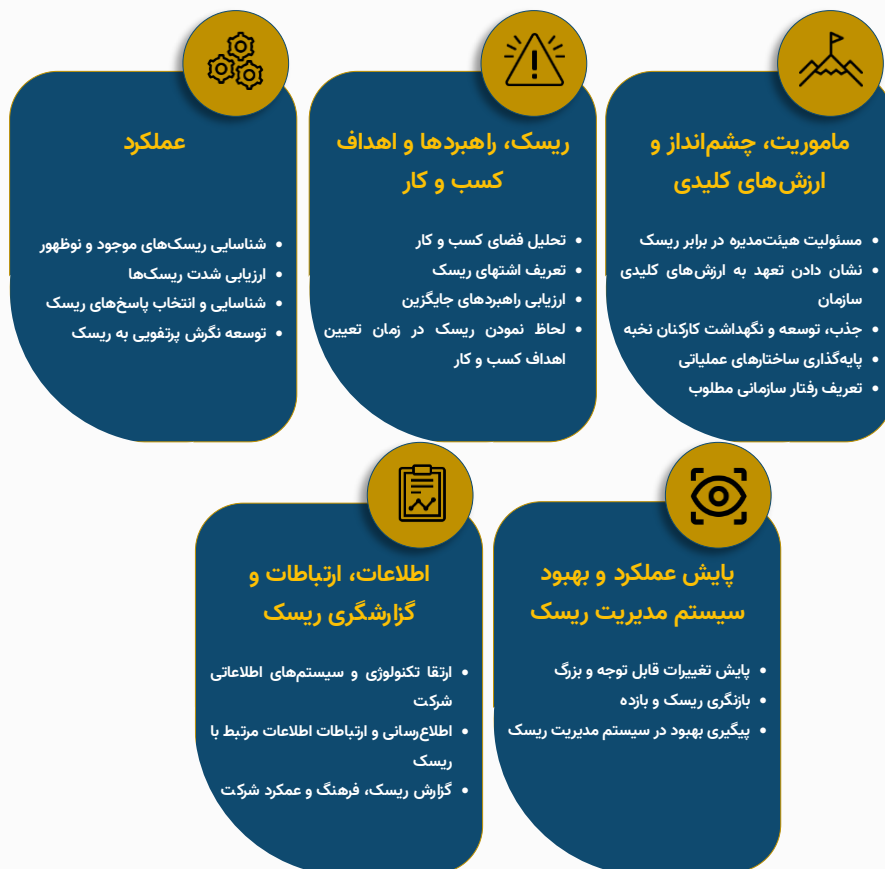 ماموریت، چشم‌انداز و
ارزش‌های کلیدی
• مسئولیت هیئت‌مدیره در برابر ریسک
• نشان دادن تعهد به ارزش‌های کلیدی
سازمان
• جذب، توسعه و نگهداشت کارکنان نخبه
• پایه‌گذاری ساختارهای عملیاتی
• تعریف رفتار سازمانی مطلوب
ریسک، راهبردها و اهداف
کسب و کار
• تحلیل فضای کسب و کار
• تعریف اشتهای ریسک
• ارزیابی راهبردهای جایگزین
• لحاظ نمودن ریسک در زمان تعیین
اهداف کسب و کار
عملکرد
• شناسایی ریسک‌های موجود و نوظهور
• ارزیابی شدت ریسک‌ها
• شناسایی و انتخاب پاسخ‌های ریسک
• توسعه نگرش پرتفویی به ریسک
پایش عملکرد و بهبود
سیستم مدیریت ریسک
• پایش تغییرات قابل توجه و بزرگ
• بازنگری ریسک و بازده
• پیگیری بهبود در سیستم مدیریت ریسک
اطلاعات، ارتباطات و
گزارشگری ریسک
• ارتقا تکنولوژی و سیستم‌های اطلاعاتی
شرکت
• اطلاع‌رسانی و ارتباطات اطلاعات مرتبط با
ریسک
• گزارش ریسک، فرهنگ و عمکرد شرکت